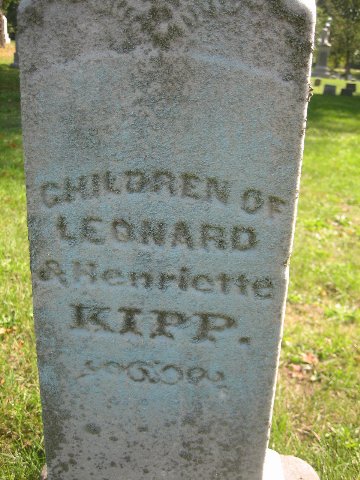 CHILDREN OF
LEONARD
& Henriette
KIPP.